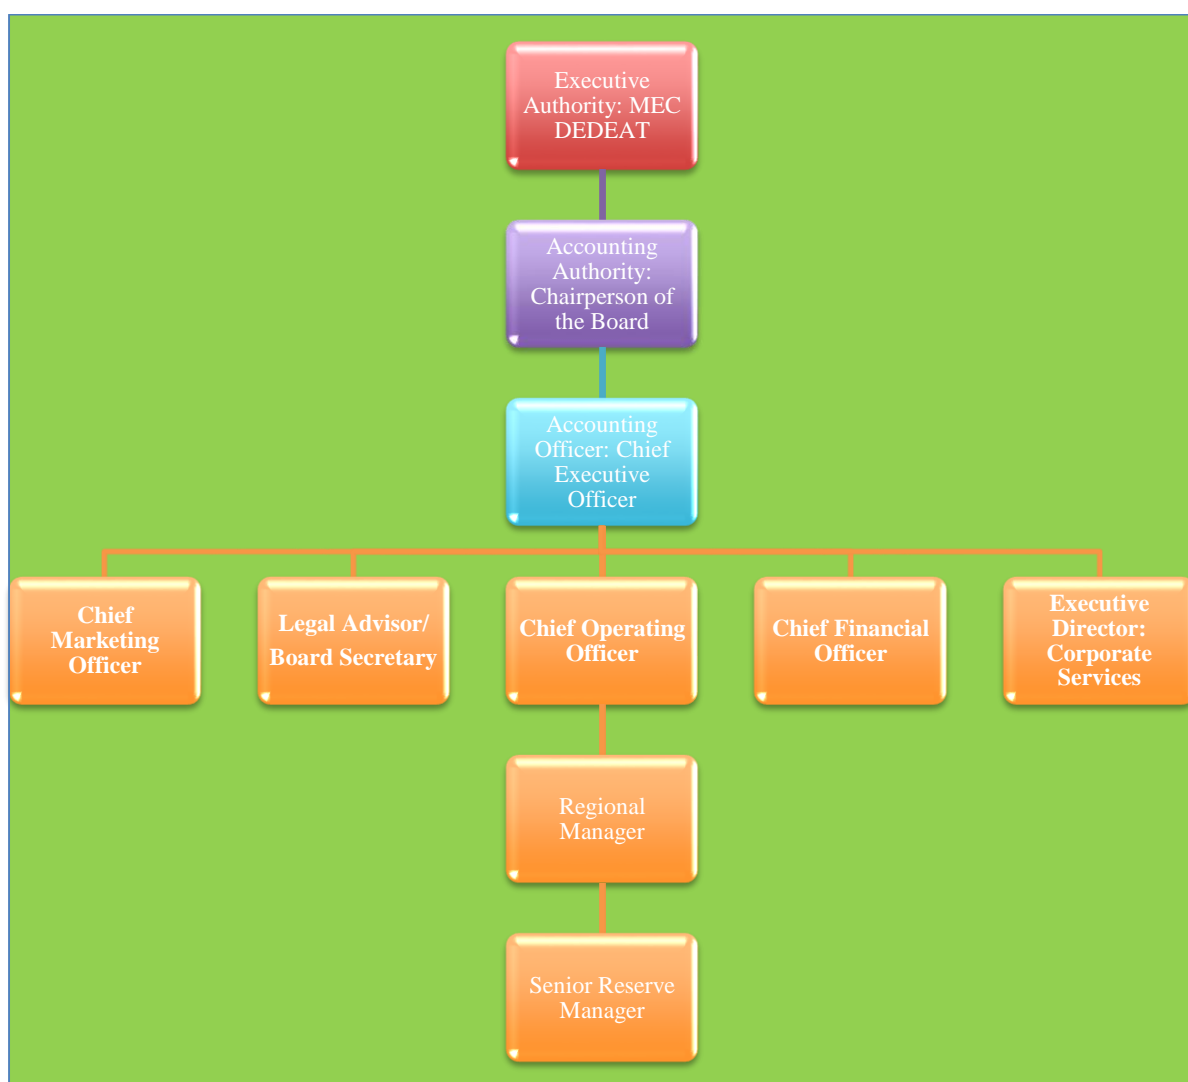 Executive
Authority: MEC
DEDEAT
Accounting
Authority:
Chairperson of
the Board
Accounting
Officer: Chief
Executive
Officer
Chief
Marketing
Officer
Legal Advisor/
Board Secretary
Chief Operating
Officer
Chief Financial
Officer
Executive
Director:
Corporate
Services
Regional
Manager
Senior Reserve
Manager